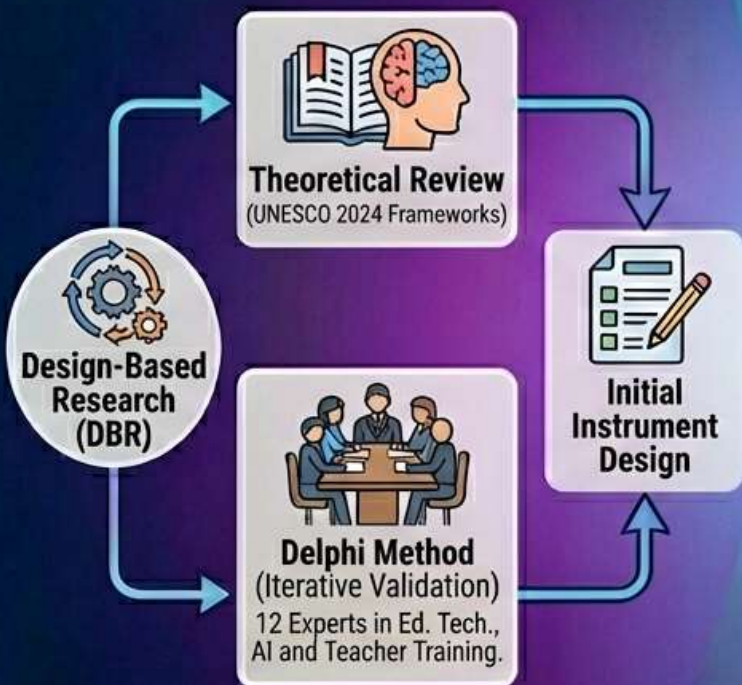 Theoretical Review
(UNESCO 2024 Frameworks)
Design-Based
Research
(DBR)
Initial
Instrument
Design
Delphi Method
(Iterative Validation)
12 Experts in Ed. Tech.,
AI and Teacher Training.